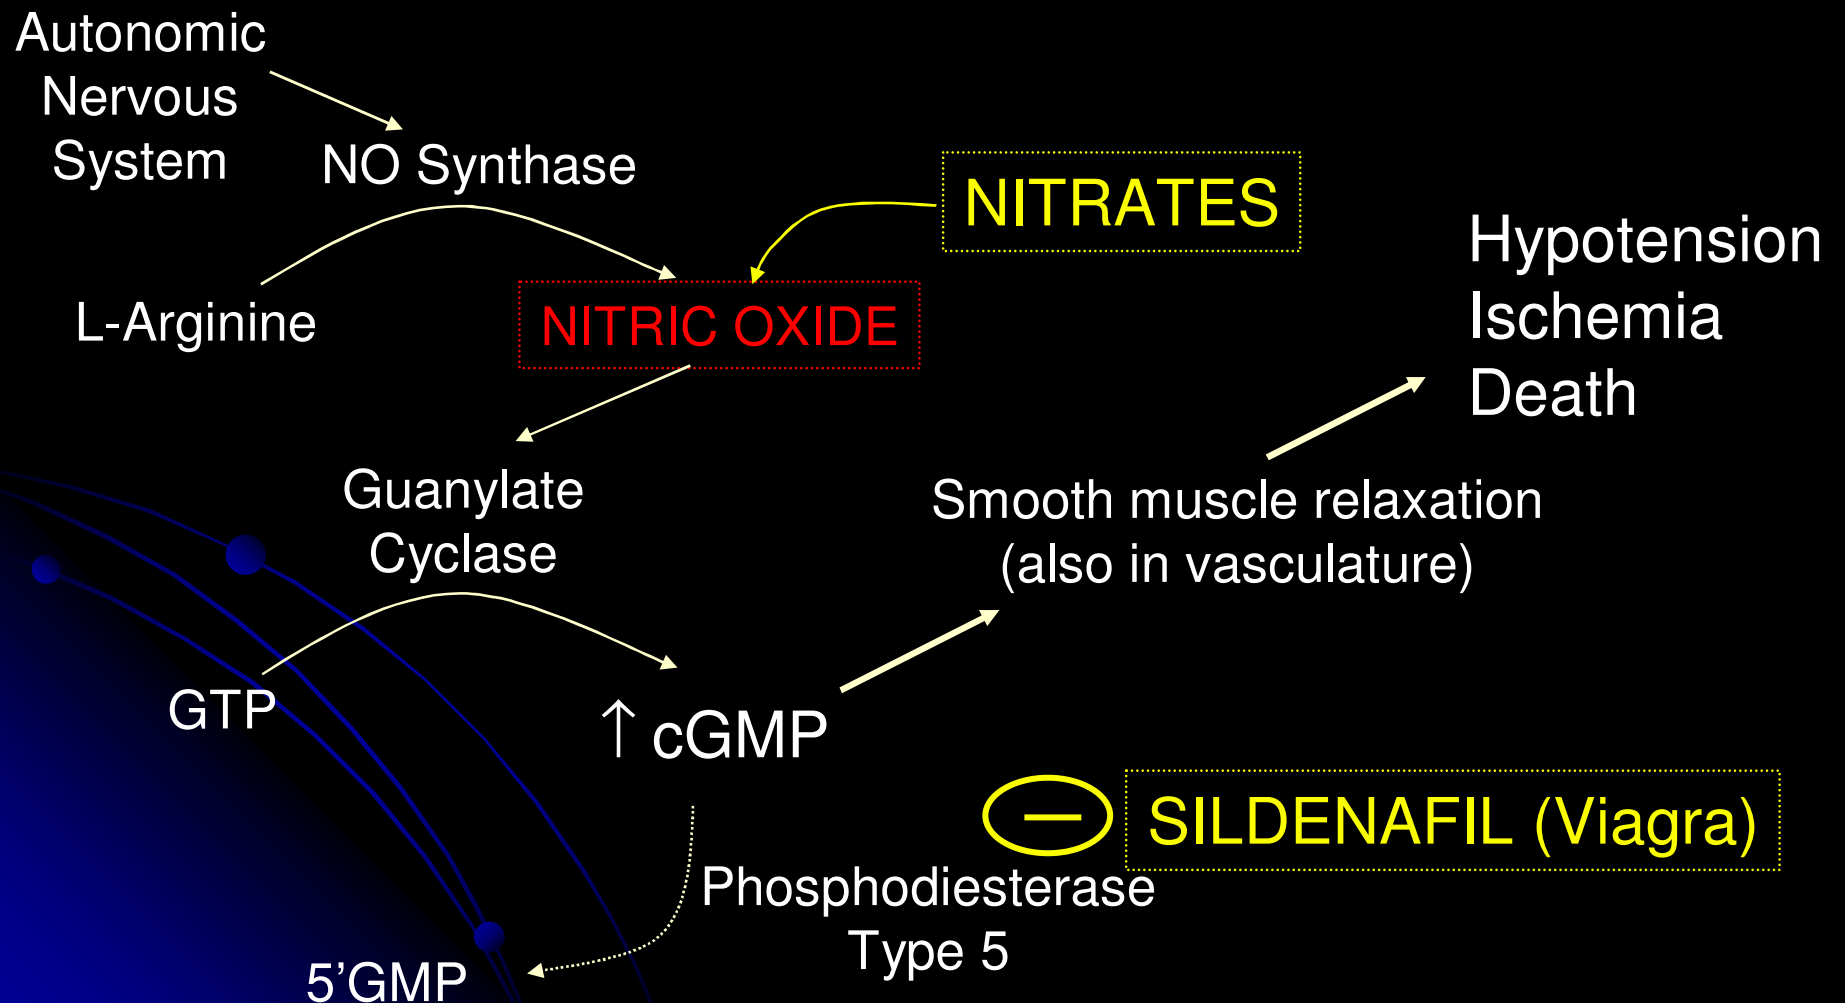 Autonomic
Nervous
System
NO Synthase
NITRATES
L-Arginine
NITRIC OXIDE
Hypotension
Ischemia
Death
Guanylate
Cyclase
Smooth muscle relaxation
(also in vasculature)
GTP
↑ cGMP
– SILDENAFIL (Viagra)
Phosphodiesterase
Type 5
5’GMP